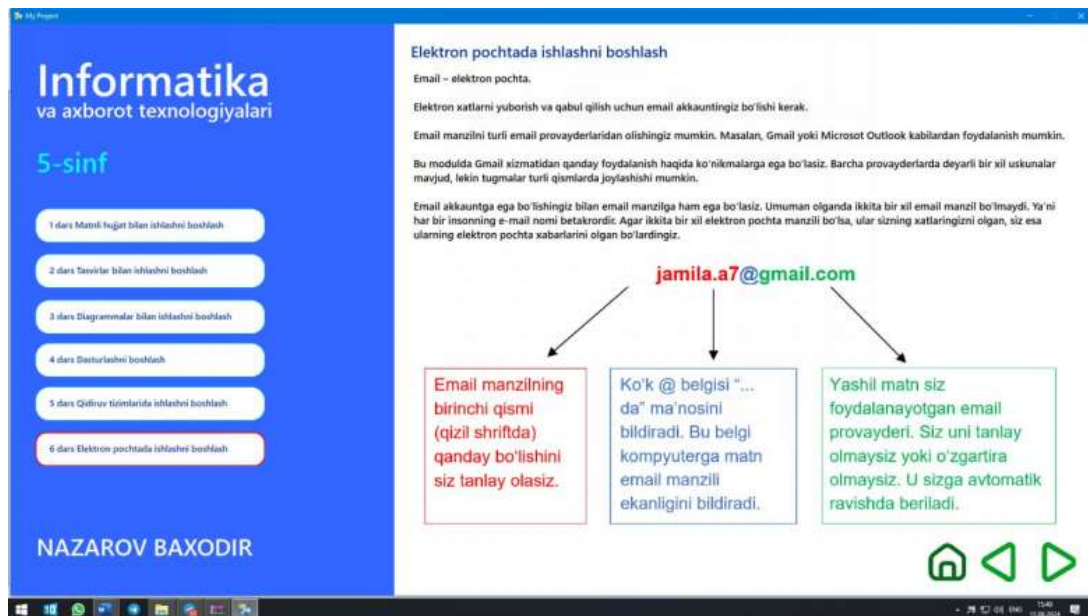 My Project
Informatika
va axborot texnologiyalari
5-sinf
1 dars Matnli hujjat bilan ishlashni boshlash
2 dars Tasvirlar bilan ishlashni boshlash
3 dars Diagrammalar bilan ishlashni boshlash
4 dars Dasturlashni boshlash
5 dars Qidiruv tizimlarida ishlashni boshlash
6 dars Elektron pochtada ishlashni boshlash
NAZAROV BAXODIR
Elektron pochtada ishlashni boshlash
Email – elektron pochta.
Elektron xatlarni yuborish va qabul qilish uchun email akkauntingiz bo'lishi kerak.
Email manzilni turli email provayderlaridan olishingiz mumkin. Masalan, Gmail yoki Microsot Outlook kabilardan foydalanish mumkin.
Bu modulda Gmail xizmatidan qanday foydalanish haqida ko'nikmalarga ega bo'lasiz. Barcha provayderlarda deyarli bir xil uskunalar
mavjud, lekin tugmalar turli qismlarda joylashishi mumkin.
Email akkauntga ega bo'lishingiz bilan email manzilga ham ega bo'lasiz. Umuman olganda ikkita bir xil email manzil bo'lmaydi. Ya'ni
har bir insonning e-mail nomi betakrordir. Agar ikkita bir xil elektron pochta manzili bo'lsa, ular sizning xatlaringizni olgan, siz esa
ularning elektron pochta xabarlarini olgan bo'lardingiz.
jamila.a7@gmail.com
Email manzilning
birinchi qismi
(qizil shriftda)
qanday bo'lishini
siz tanlay olasiz.
Ko'k @ belgisi "...
da" ma'nosini
bildiradi. Bu belgi
kompyuterga matn
email manzili
ekanligini bildiradi.
Yashil matn siz
foydalanayotgan email
provayderi. Siz uni tanlay
olmaysiz yoki o'zgartira
olmaysiz. U sizga avtomatik
ravishda beriladi.
ENG
15:40